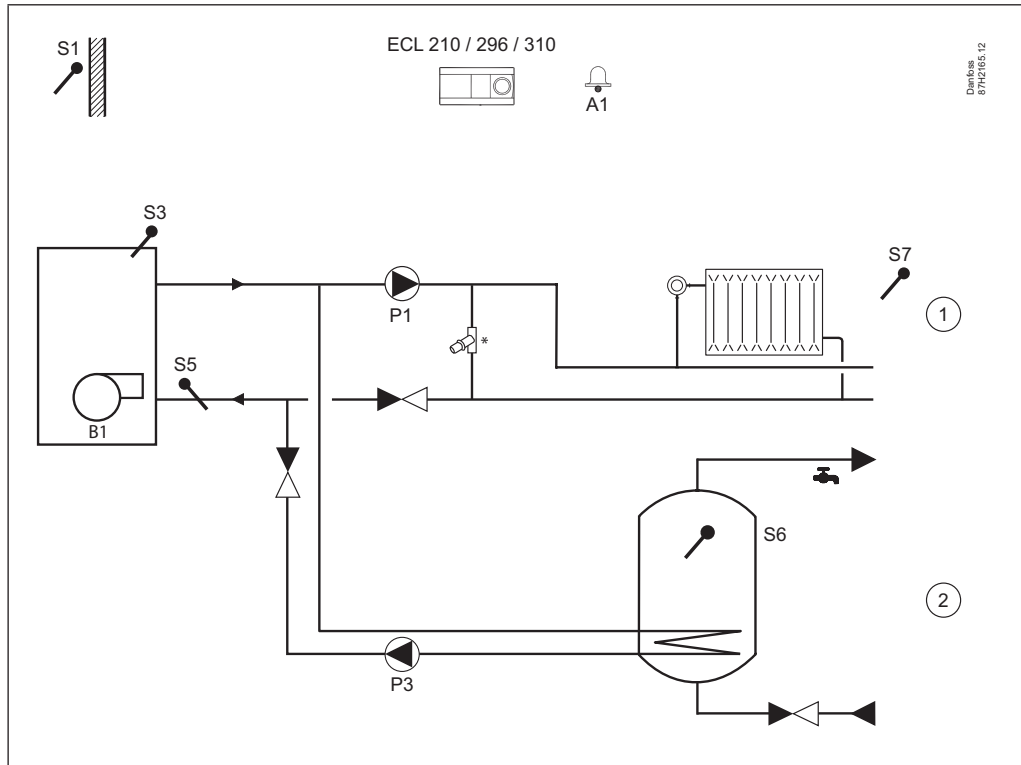 S1
ECL 210 / 296 / 310
A1
Danfoss
87H2165.12
S3
S7
P1
*
1
S5
B1
S6
2
P3